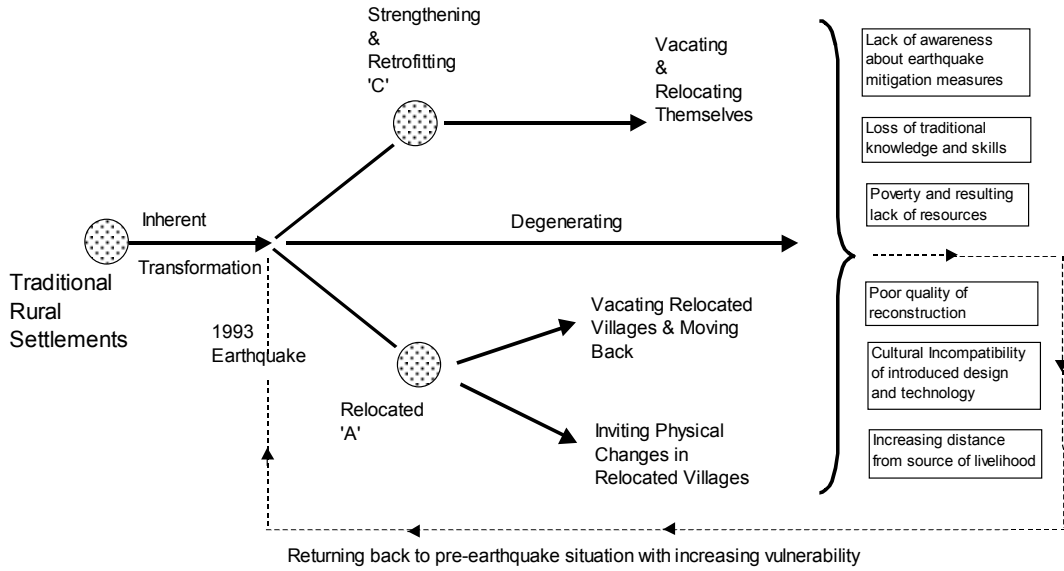 Strengthening
&
Retrofitting
'C'
Vacating
&
Relocating
Themselves
Lack of awareness
about earthquake
mitigation measures
Loss of traditional
knowledge and skills
Poverty and resulting
lack of resources
Inherent
Transformation
Degenerating
Traditional
Rural
Settlements
1993
Earthquake
Relocated
'A'
Vacating Relocated
Villages & Moving
Back
Inviting Physical
Changes in
Relocated Villages
Poor quality of
reconstruction
Cultural Incompatibility
of introduced design
and technology
Increasing distance
from source of livelihood
Returning back to pre-earthquake situation with increasing vulnerability